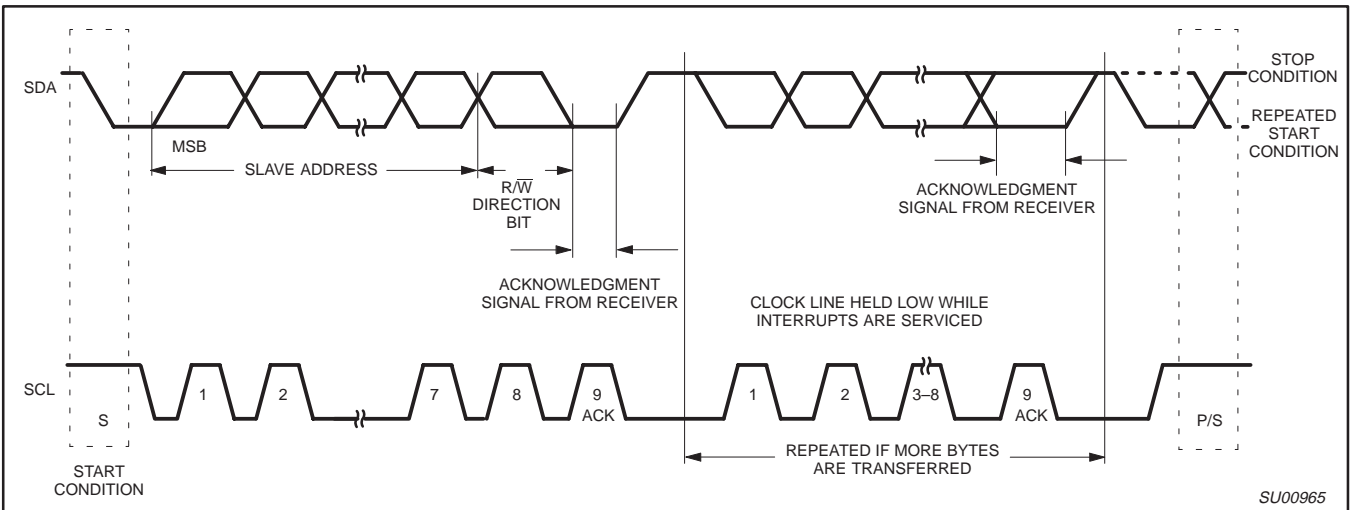 SDA
STOP
CONDITION
REPEATED
START
CONDITION
MSB
SLAVE ADDRESS
R/W̅
DIRECTION
BIT
ACKNOWLEDGMENT
SIGNAL FROM RECEIVER
ACKNOWLEDGMENT
SIGNAL FROM RECEIVER
CLOCK LINE HELD LOW WHILE
INTERRUPTS ARE SERVICED
SCL
S
1
2
7
8
9
ACK
1
2
3–8
9
ACK
P/S
START
CONDITION
REPEATED IF MORE BYTES
ARE TRANSFERRED
SU00965